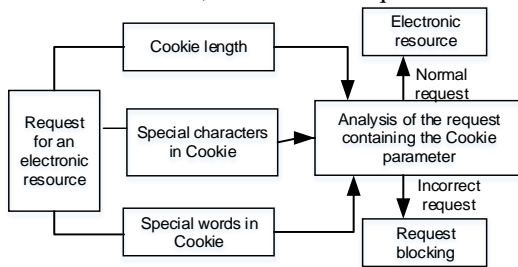 Cookie length
Electronic
resource
Normal
request
Request
for an
electronic
resource
Special characters
in Cookie
Analysis of the request
containing the Cookie
parameter
Incorrect
request
Special words in
Cookie
Request
blocking